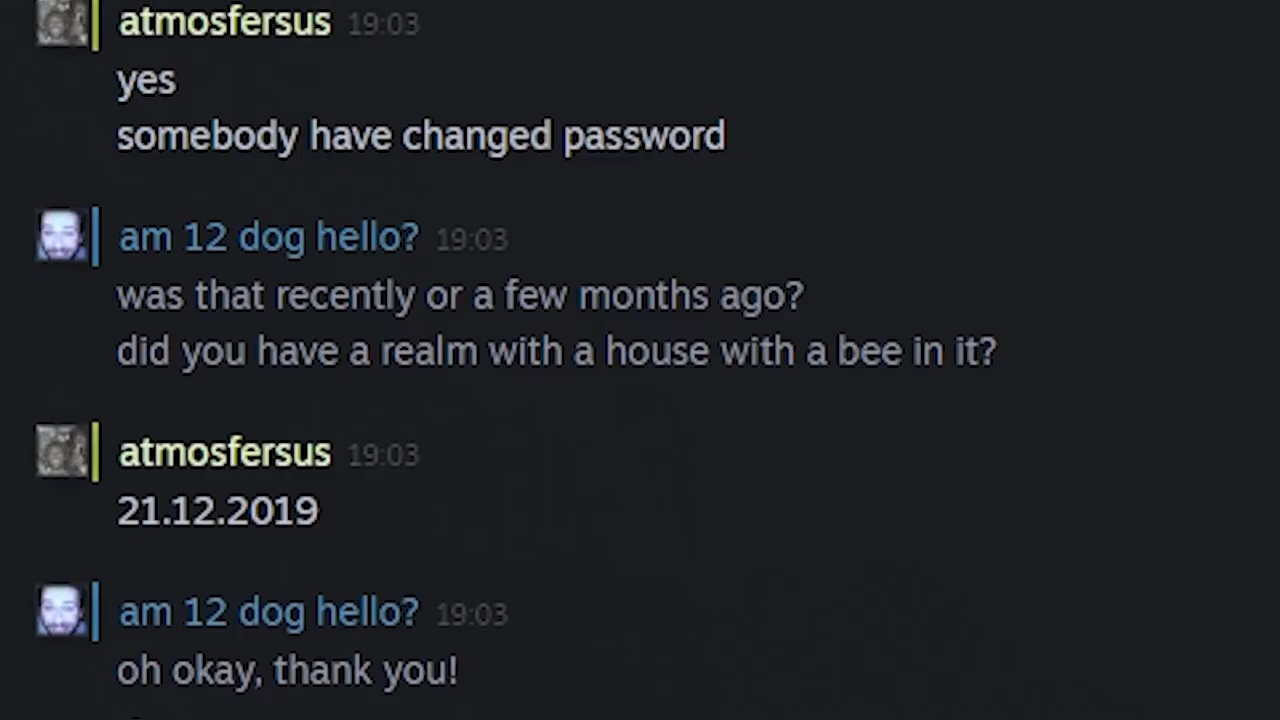 atmosfersus 19:03
yes
somebody have changed password
am 12 dog hello? 19:03
was that recently or a few months ago?
did you have a realm with a house with a bee in it?
atmosfersus 19:03
21.12.2019
am 12 dog hello? 19:03
oh okay, thank you!